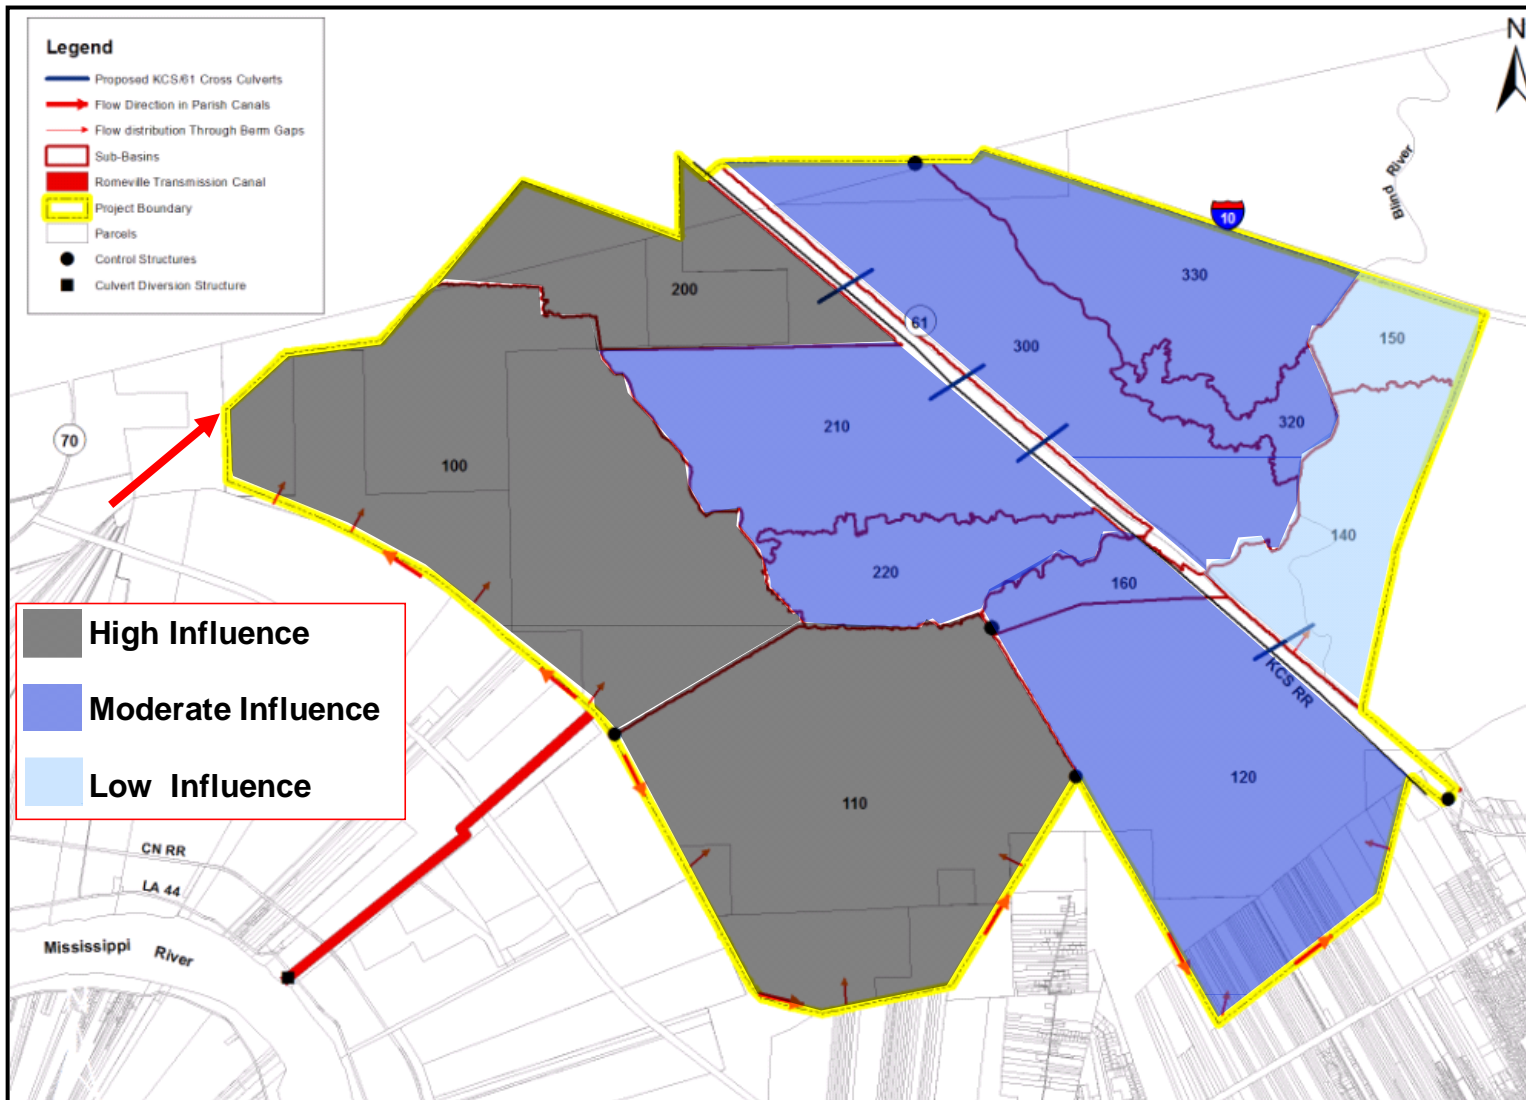 Legend
Proposed KCS/61 Cross Culverts
Flow Direction in Parish Canals
Flow distribution Through Berm Gaps
Sub-Basins
Romeville Transmission Canal
Project Boundary
Parcels
Control Structures
Culvert Diversion Structure
N
Blind River
10
330
200
61
300
150
320
210
70
100
140
220
160
High Influence
Moderate Influence
Low Influence
KCS RR
120
110
CN RR
LA 44
Mississippi River